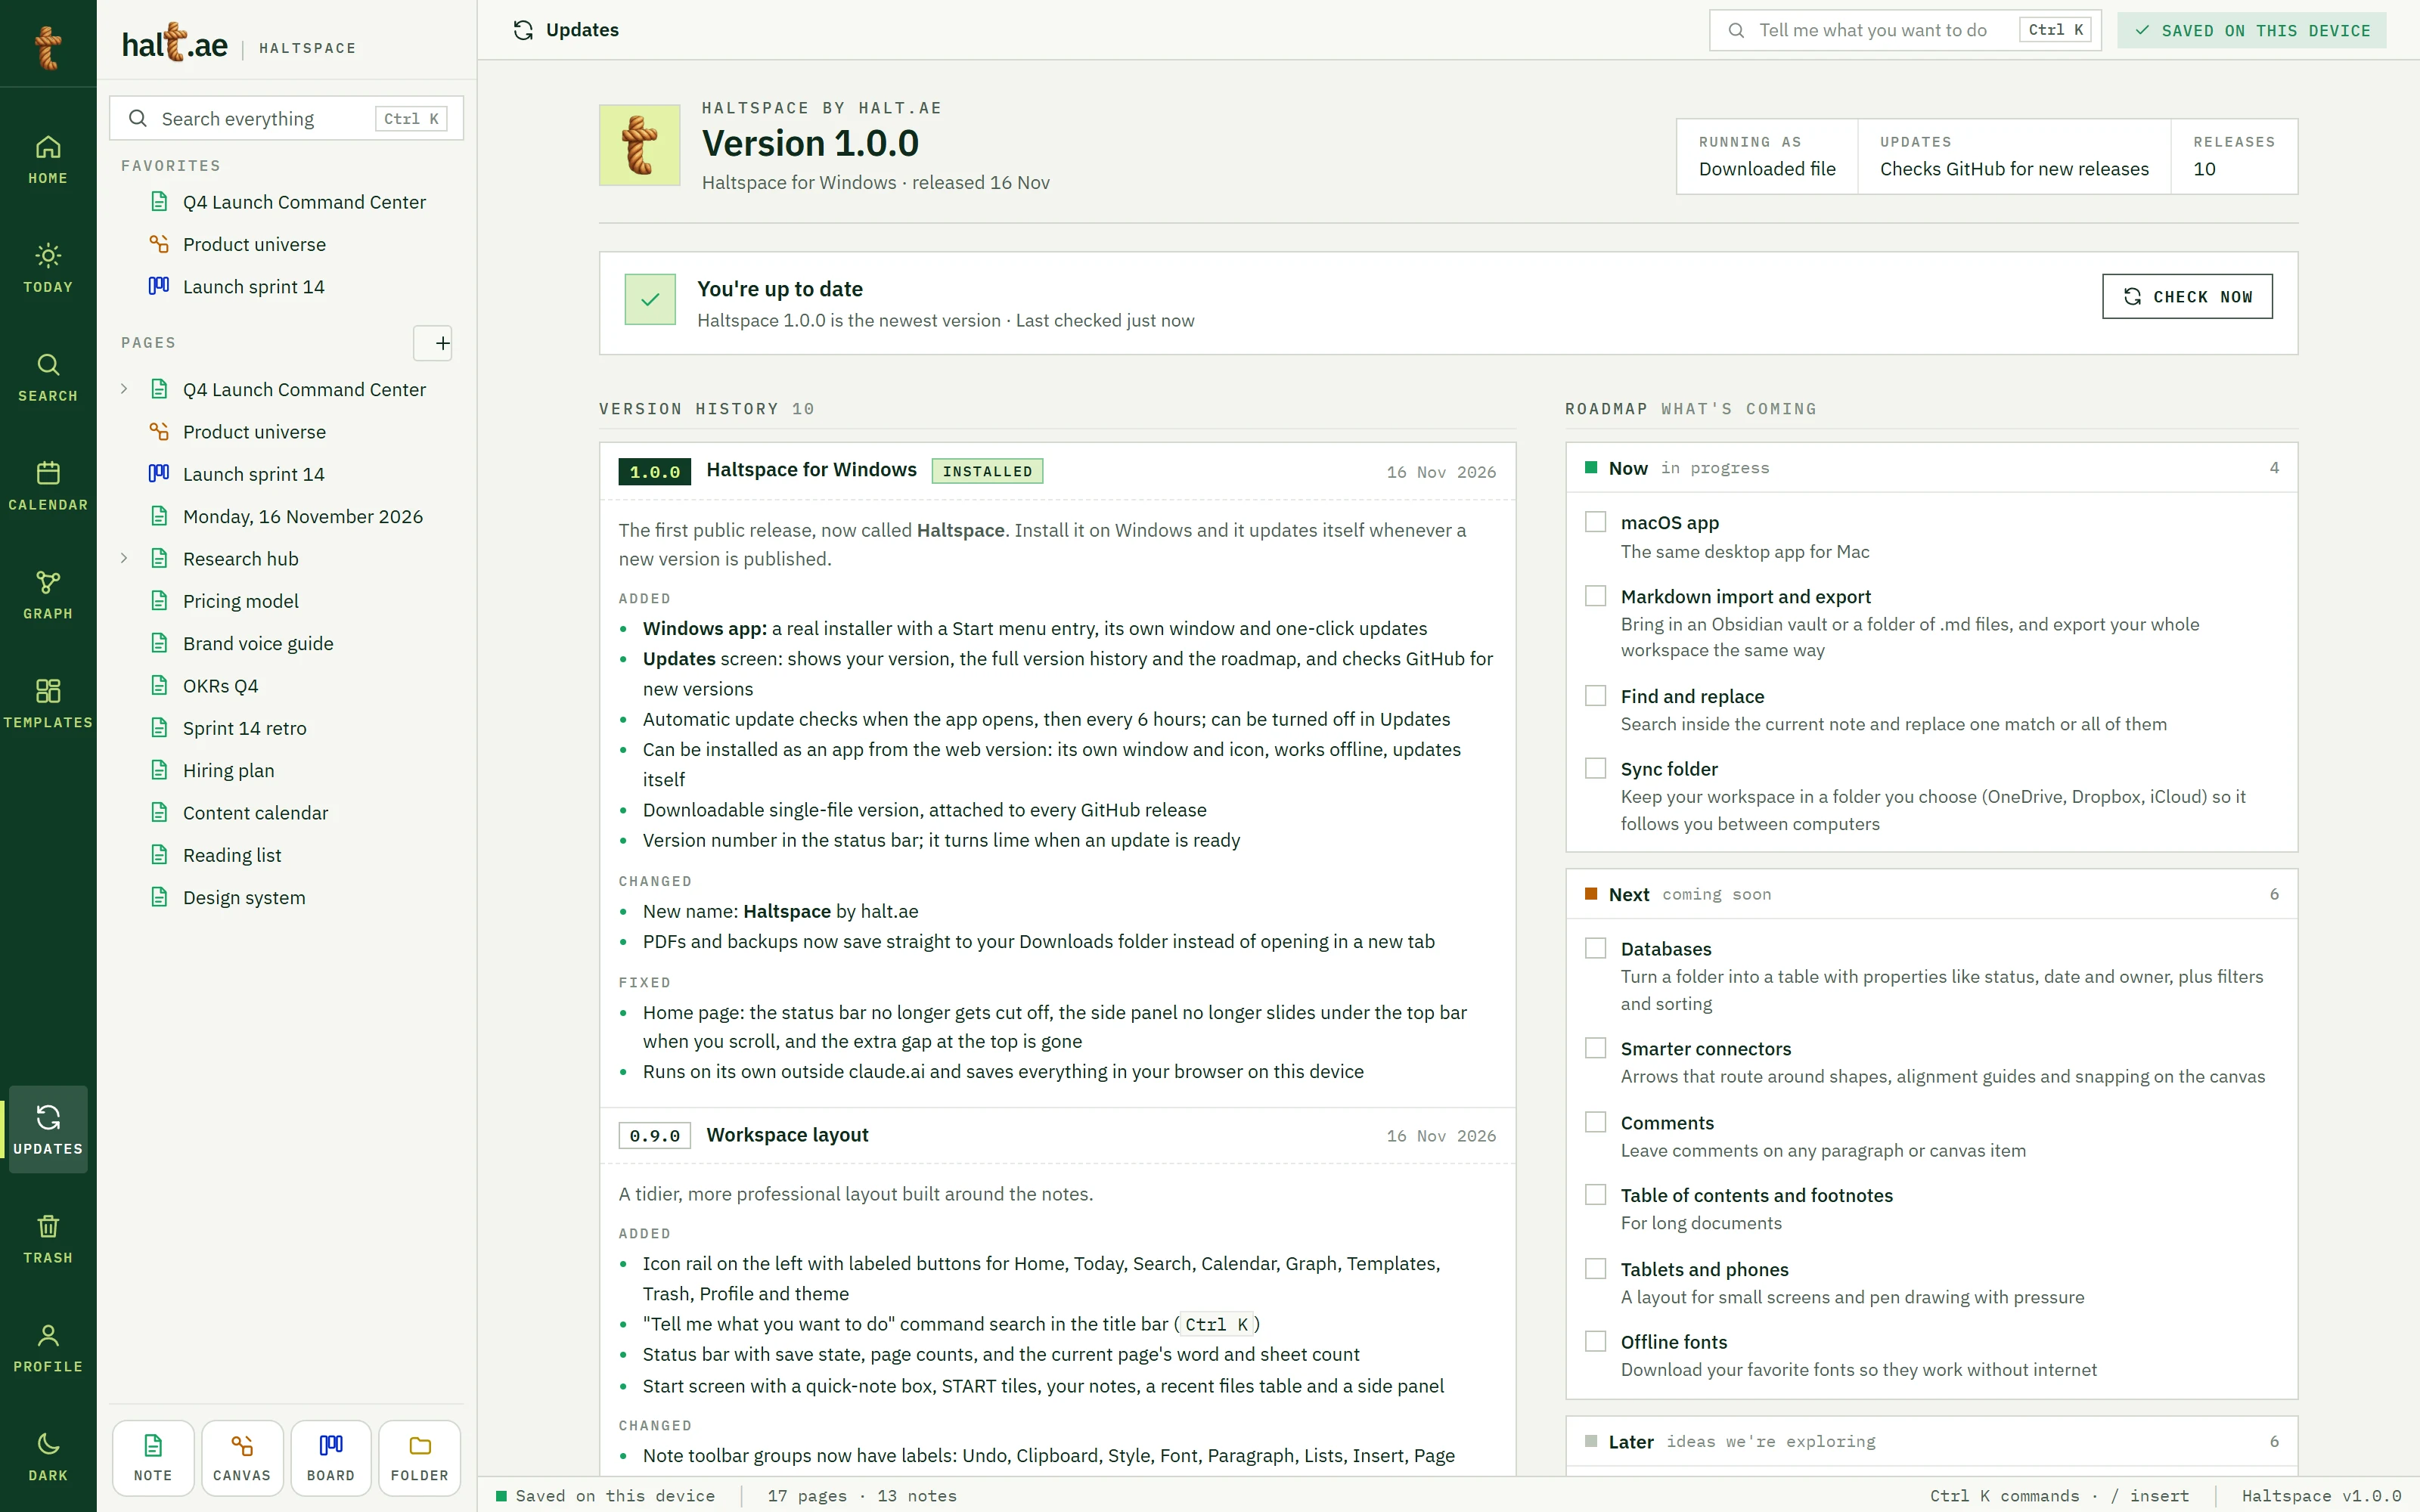 halt.ae | HALTSPACE
HOME
TODAY
SEARCH
CALENDAR
GRAPH
TEMPLATES
UPDATES
TRASH
PROFILE
DARK
Search everything Ctrl K
FAVORITES
Q4 Launch Command Center
Product universe
Launch sprint 14
PAGES
Q4 Launch Command Center
Product universe
Launch sprint 14
Monday, 16 November 2026
Research hub
Pricing model
Brand voice guide
OKRs Q4
Sprint 14 retro
Hiring plan
Content calendar
Reading list
Design system
NOTE
CANVAS
BOARD
FOLDER
Updates
Tell me what you want to do Ctrl K
SAVED ON THIS DEVICE
HALTSPACE BY HALT.AE
Version 1.0.0
Haltspace for Windows · released 16 Nov
RUNNING AS
Downloaded file
UPDATES
Checks GitHub for new releases
RELEASES
10
You're up to date
Haltspace 1.0.0 is the newest version · Last checked just now
CHECK NOW
VERSION HISTORY 10
1.0.0 Haltspace for Windows INSTALLED 16 Nov 2026
The first public release, now called Haltspace. Install it on Windows and it updates itself whenever a
new version is published.
ADDED
• Windows app: a real installer with a Start menu entry, its own window and one-click updates
• Updates screen: shows your version, the full version history and the roadmap, and checks GitHub for
new versions
• Automatic update checks when the app opens, then every 6 hours; can be turned off in Updates
• Can be installed as an app from the web version: its own window and icon, works offline, updates
itself
• Downloadable single-file version, attached to every GitHub release
• Version number in the status bar; it turns lime when an update is ready
CHANGED
• New name: Haltspace by halt.ae
• PDFs and backups now save straight to your Downloads folder instead of opening in a new tab
FIXED
• Home page: the status bar no longer gets cut off, the side panel no longer slides under the top bar
when you scroll, and the extra gap at the top is gone
• Runs on its own outside claude.ai and saves everything in your browser on this device
0.9.0 Workspace layout 16 Nov 2026
A tidier, more professional layout built around the notes.
ADDED
• Icon rail on the left with labeled buttons for Home, Today, Search, Calendar, Graph, Templates,
Trash, Profile and theme
• "Tell me what you want to do" command search in the title bar (Ctrl K)
• Status bar with save state, page counts, and the current page's word and sheet count
• Start screen with a quick-note box, START tiles, your notes, a recent files table and a side panel
CHANGED
• Note toolbar groups now have labels: Undo, Clipboard, Style, Font, Paragraph, Lists, Insert, Page
ROADMAP WHAT'S COMING
Now in progress 4
macOS app
The same desktop app for Mac
Markdown import and export
Bring in an Obsidian vault or a folder of .md files, and export your whole
workspace the same way
Find and replace
Search inside the current note and replace one match or all of them
Sync folder
Keep your workspace in a folder you choose (OneDrive, Dropbox, iCloud) so it
follows you between computers
Next coming soon 6
Databases
Turn a folder into a table with properties like status, date and owner, plus filters
and sorting
Smarter connectors
Arrows that route around shapes, alignment guides and snapping on the canvas
Comments
Leave comments on any paragraph or canvas item
Table of contents and footnotes
For long documents
Tablets and phones
A layout for small screens and pen drawing with pressure
Offline fonts
Download your favorite fonts so they work without internet
Later ideas we're exploring 6
Saved on this device | 17 pages · 13 notes
Ctrl K commands · / insert | Haltspace v1.0.0